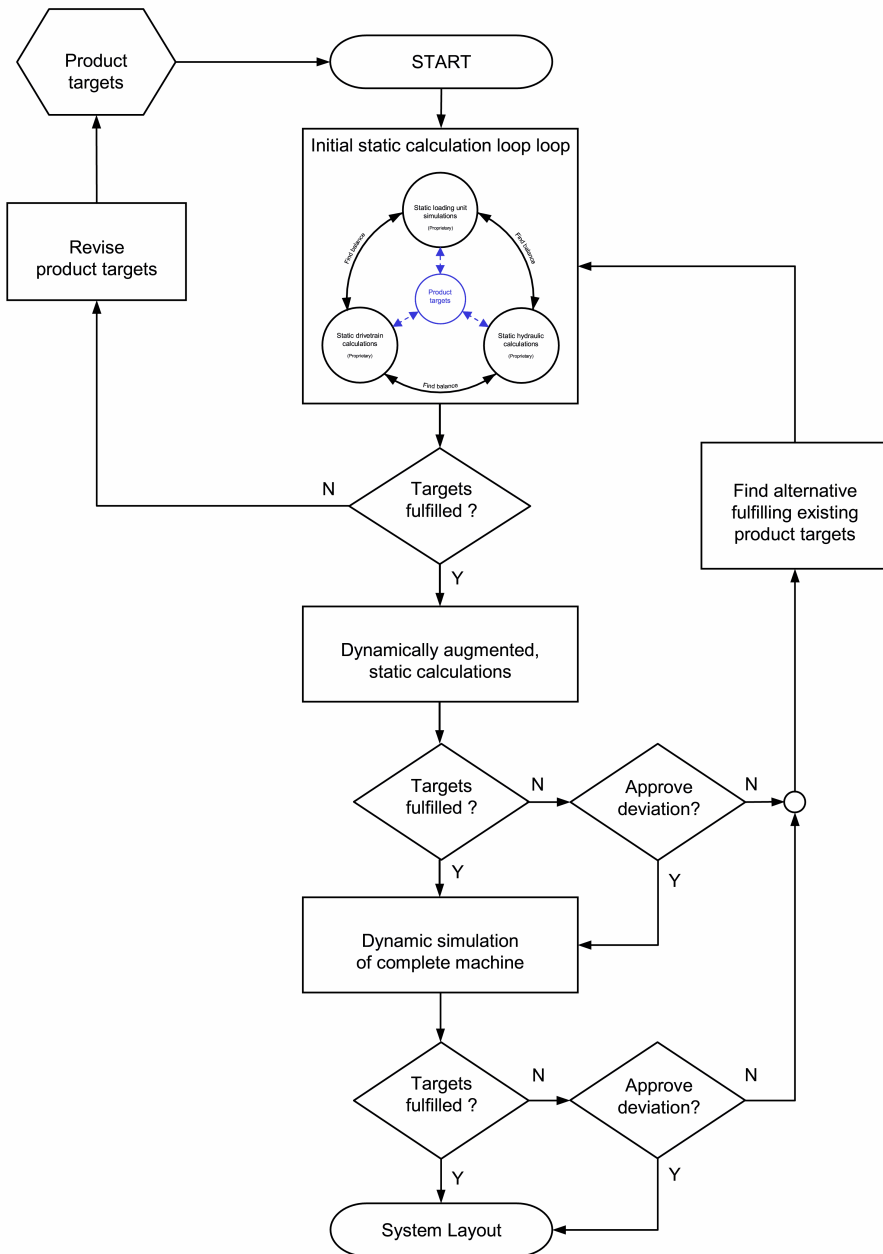 Product
targets
START
Initial static calculation loop loop
Static loading unit
simulations
(Proprietary)
Find balance
Find balance
Product
targets
Static drivetrain
calculations
(Proprietary)
Static hydraulic
calculations
(Proprietary)
Find balance
Revise
product targets
N
Targets
fulfilled ?
Y
Find alternative
fulfilling existing
product targets
Dynamically augmented,
static calculations
Targets
fulfilled ?
N
Approve
deviation?
N
Y
Y
Dynamic simulation
of complete machine
Targets
fulfilled ?
N
Approve
deviation?
N
Y
Y
System Layout